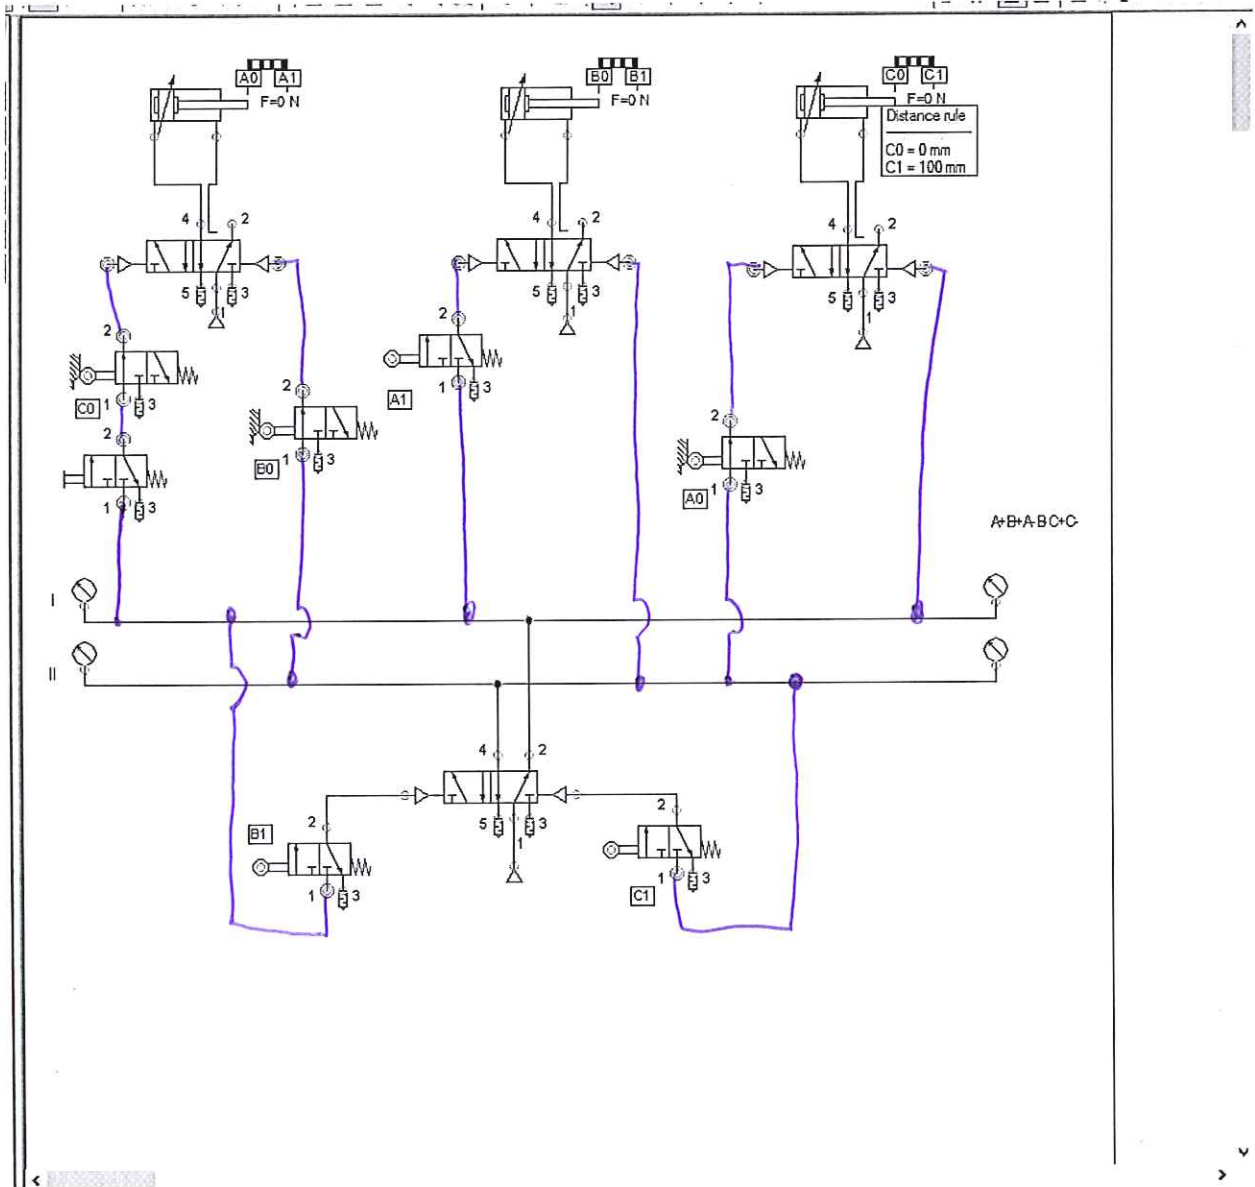 A0 A1
F=0 N
B0 B1
F=0 N
C0 C1
F=0 N
Distance rule
C0 = 0 mm
C1 = 100 mm
4 2
5 3
1
4 2
5 3
1
4 2
5 3
1
2
C0 1 3
2
1 3
2
B0 1 3
2
A1 1 3
2
A0 1 3
A+B+A-B-C+C-
I
II
4 2
5 3
1
B1 2
1 3
2
1 3
C1